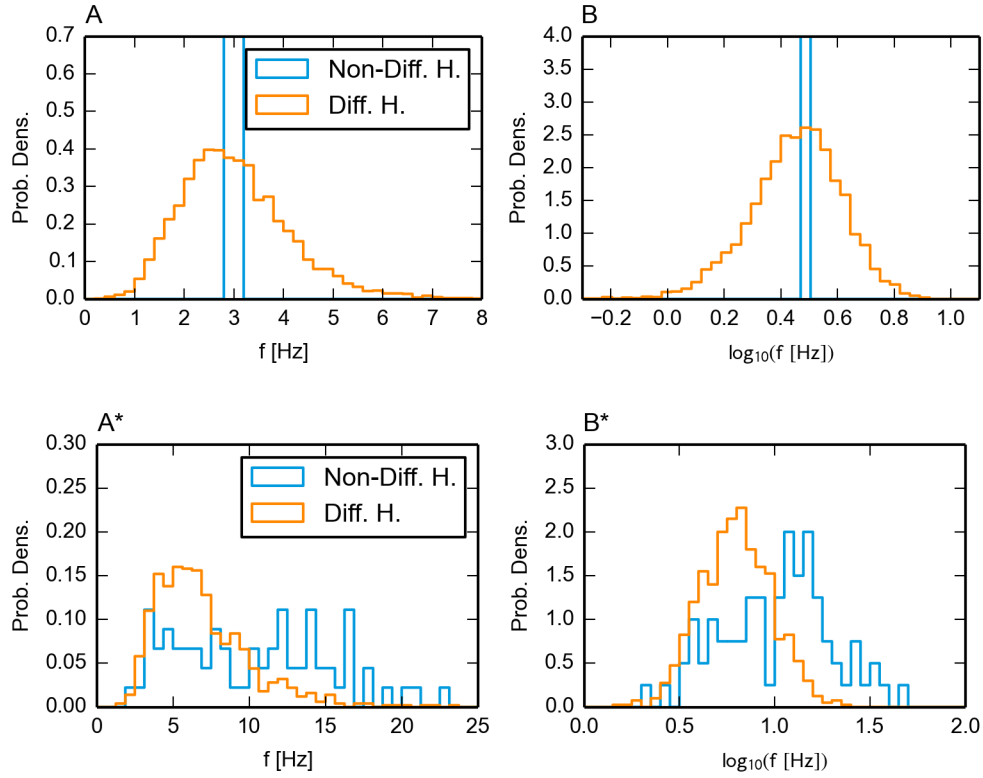 A
Prob. Dens.
0.7
0.6
0.5
0.4
0.3
0.2
0.1
0.0
0 1 2 3 4 5 6 7 8
f [Hz]
Non-Diff. H.
Diff. H.
B
Prob. Dens.
4.0
3.5
3.0
2.5
2.0
1.5
1.0
0.5
0.0
−0.2 0.0 0.2 0.4 0.6 0.8 1.0
log₁₀(f [Hz])
A*
Prob. Dens.
0.30
0.25
0.20
0.15
0.10
0.05
0.00
0 5 10 15 20 25
f [Hz]
Non-Diff. H.
Diff. H.
B*
Prob. Dens.
3.0
2.5
2.0
1.5
1.0
0.5
0.0
0.0 0.5 1.0 1.5 2.0
log₁₀(f [Hz])